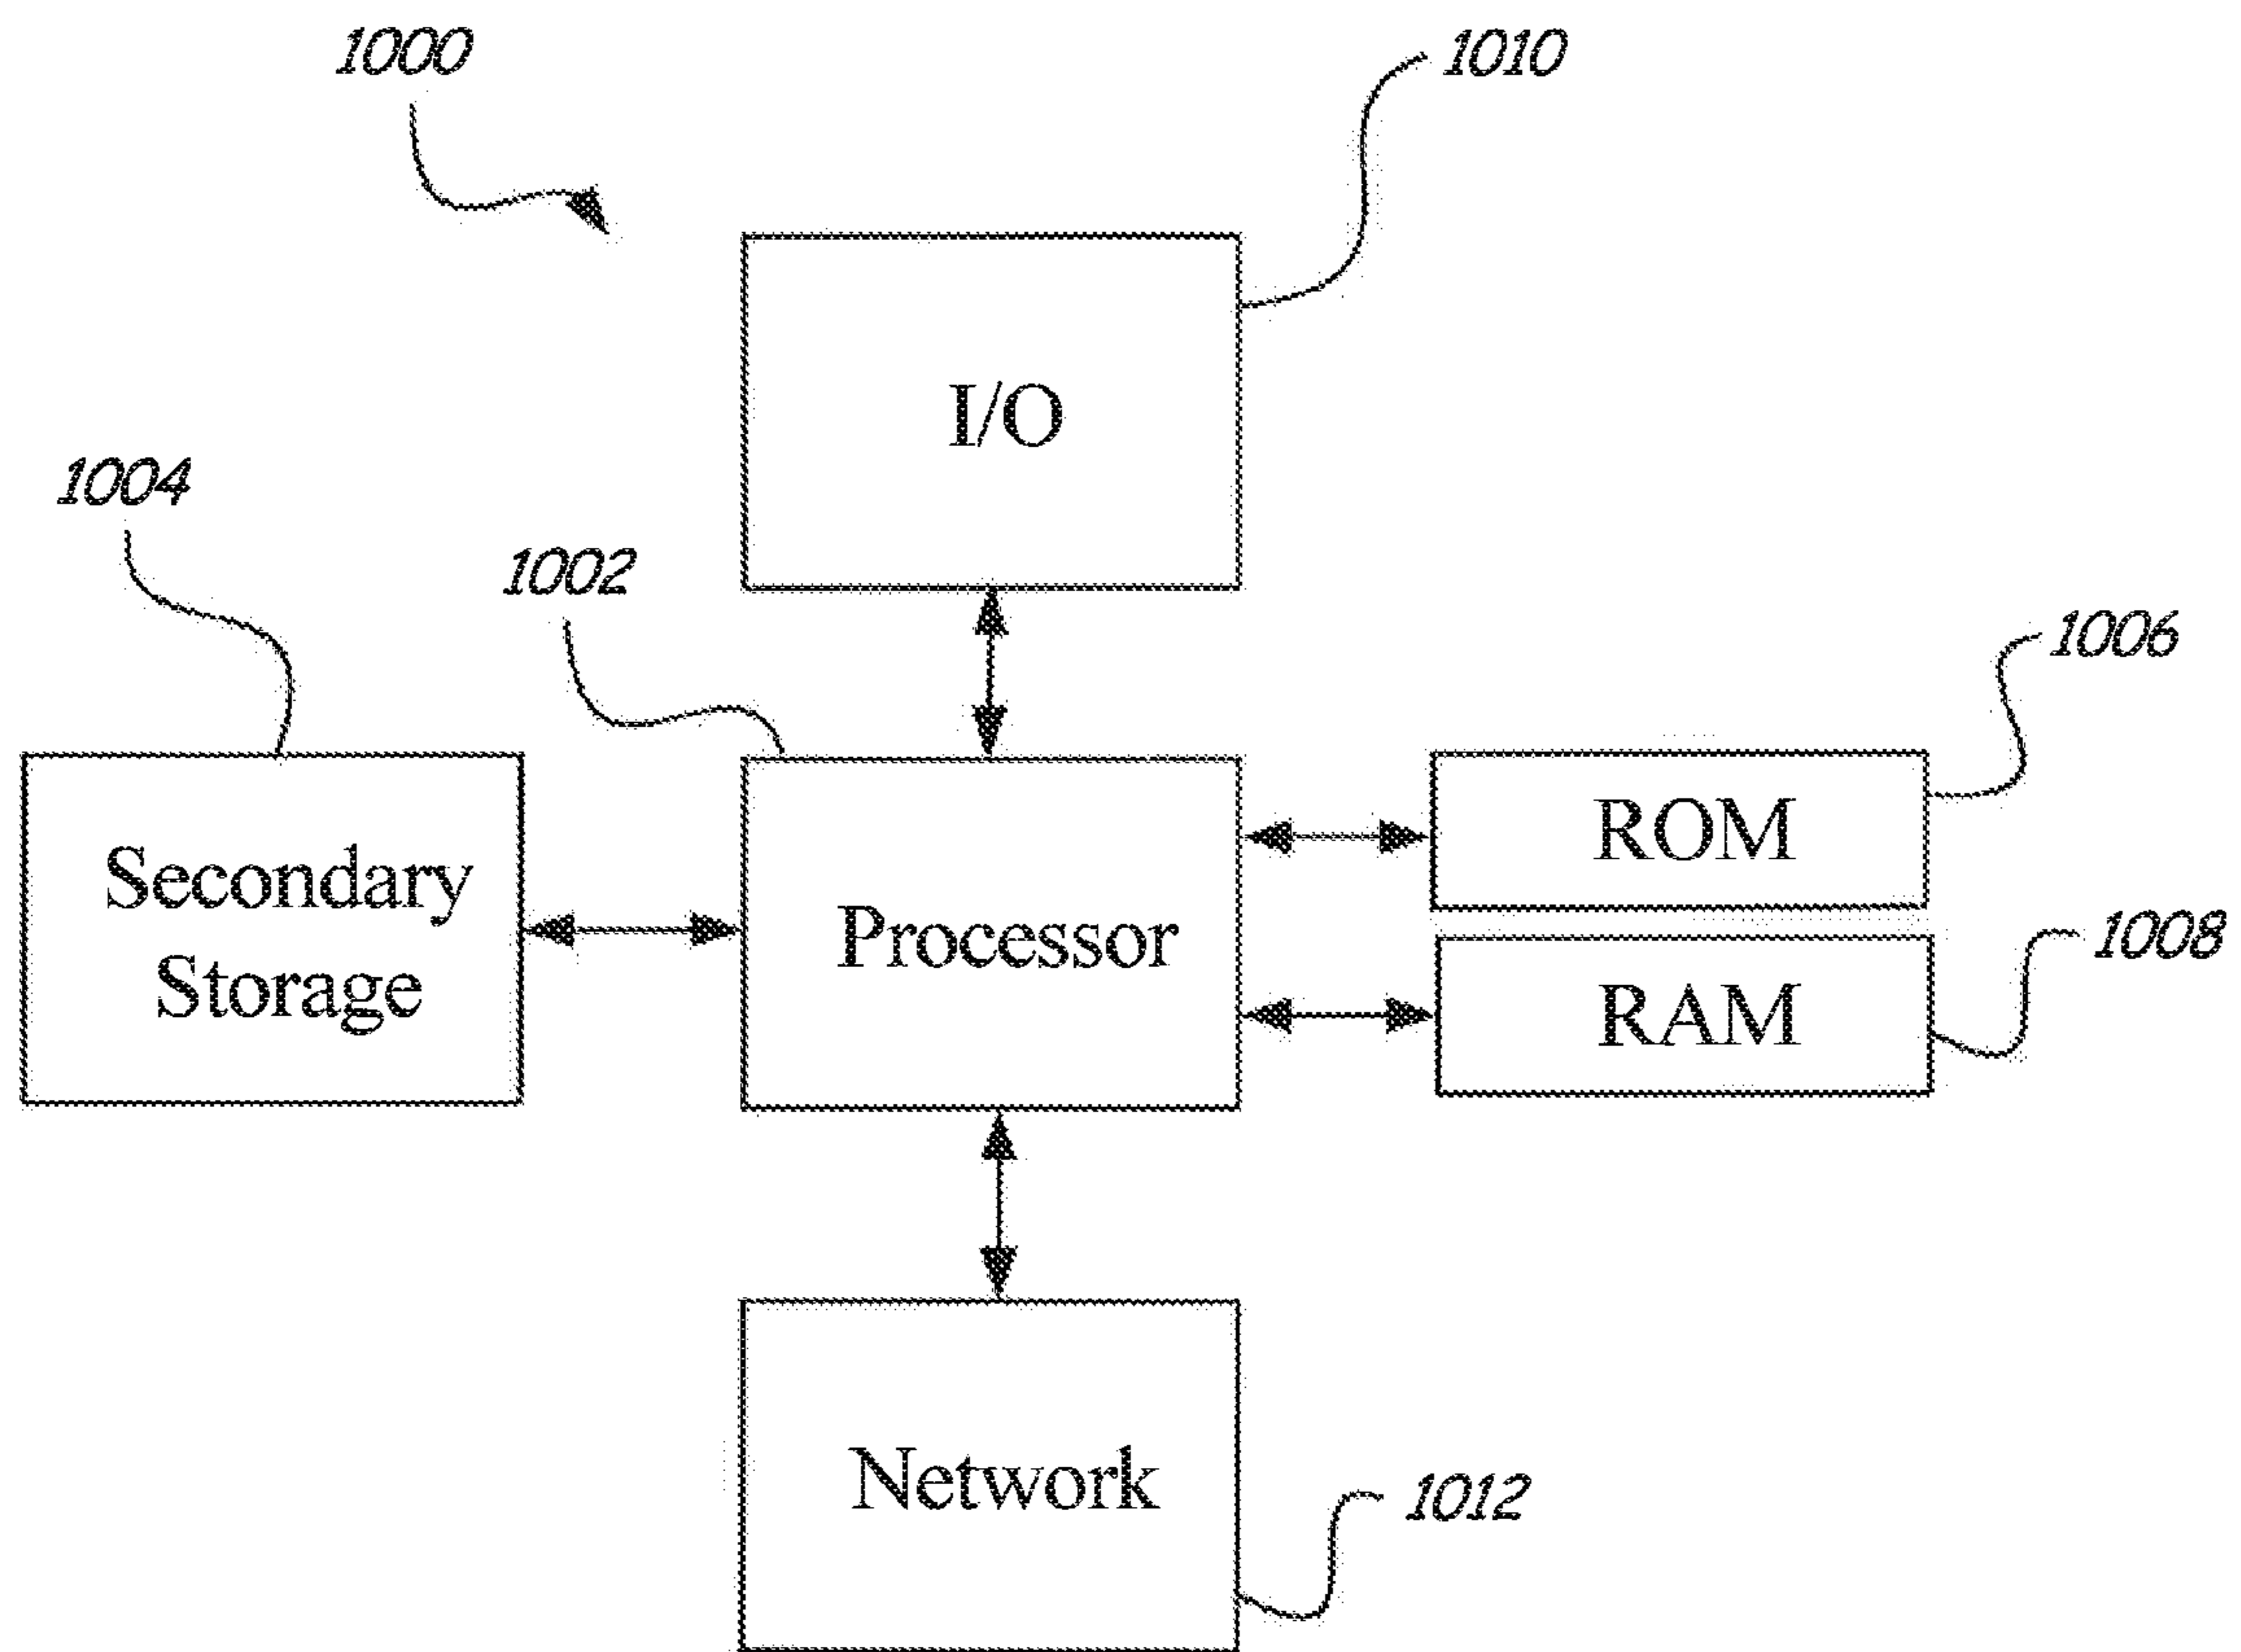 1000
1010
I/O
1004
1002
1006
Secondary
Storage
Processor
ROM
1008
RAM
Network
1012